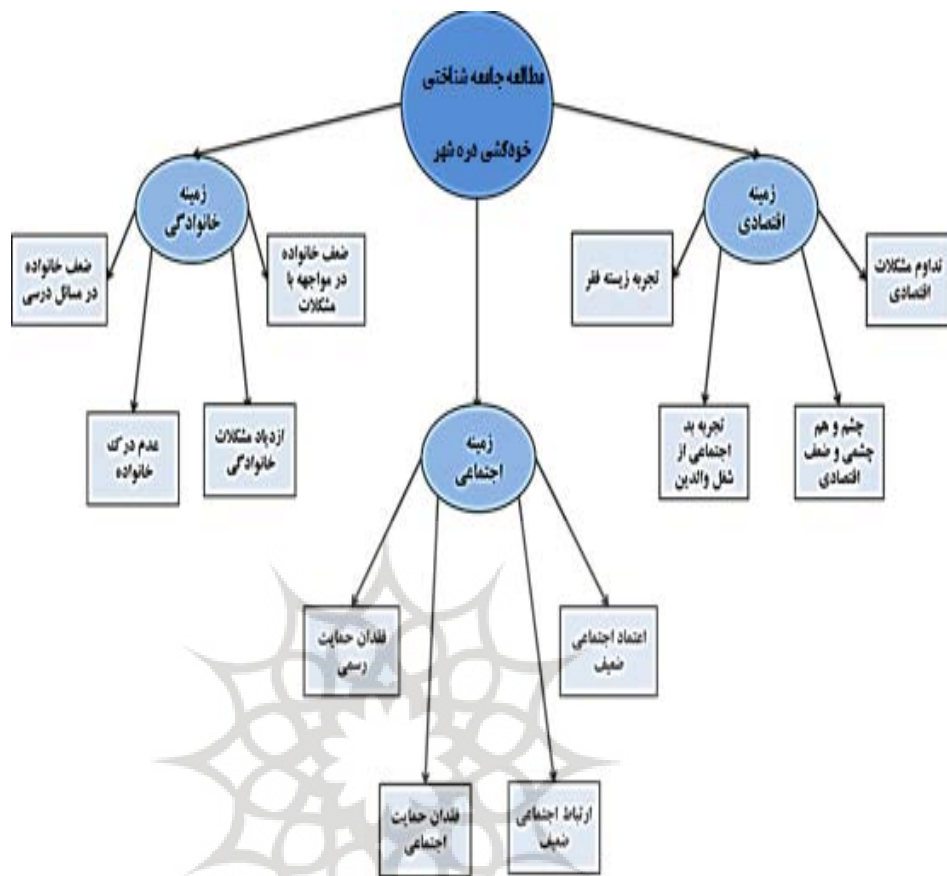 مطالعه جامعه شناختی
خودکشی دره شهر
زمینه
اقتصادی
تداوم مشکلات
اقتصادی
چشم و هم
چشمی و ضعف
اقتصادی
تجربه بد
اجتماعی از
شغل والدین
تجربه زیسته فقر
زمینه
خانوادگی
ضعف خانواده
در مواجهه با
مشکلات
ازدیاد مشکلات
خانوادگی
عدم درک
خانواده
ضعف خانواده
در مسائل درسی
زمینه
اجتماعی
اعتماد اجتماعی
ضعیف
ارتباط اجتماعی
ضعیف
فقدان حمایت
اجتماعی
فقدان حمایت
رسمی